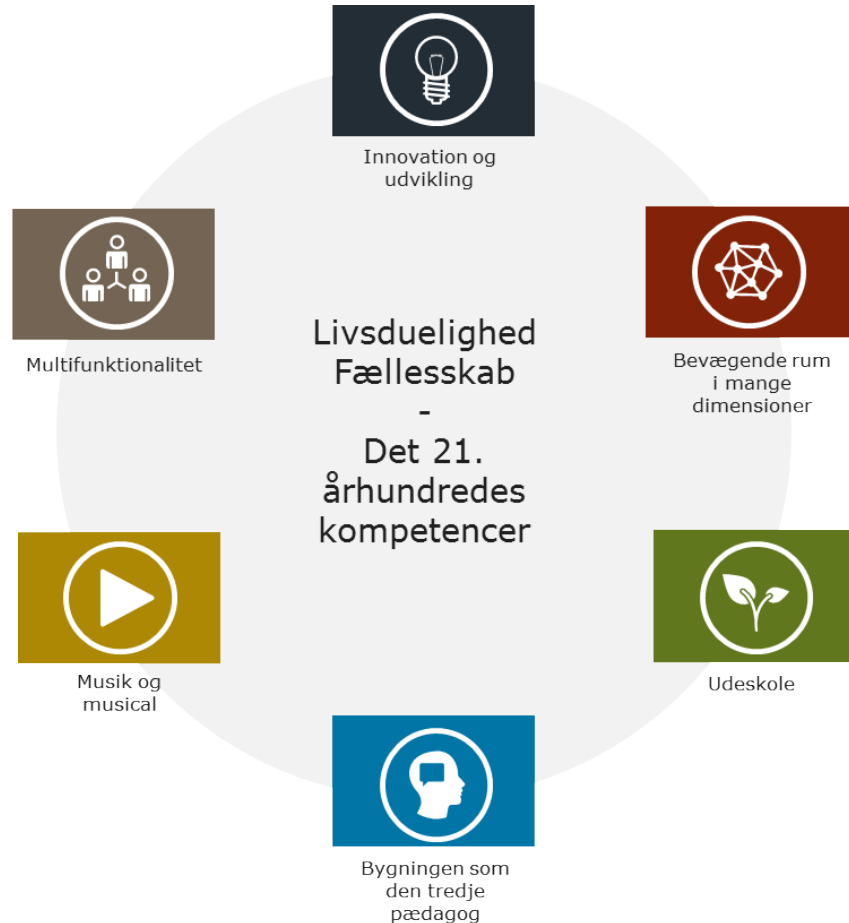 Innovation og
udvikling
Multifunktionalitet
Bevægende rum
i mange
dimensioner
Livsduelighed
Fællesskab
-
Det 21.
århundredes
kompetencer
Musik og
musical
Udeskole
Bygningen som
den tredje
pædagog